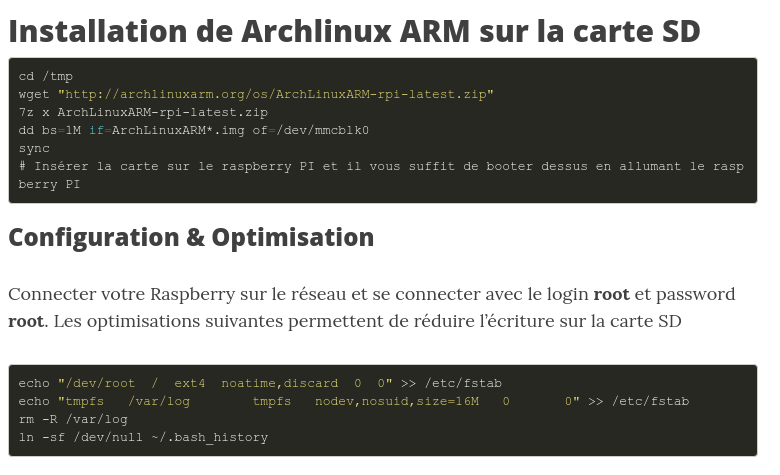 Installation de Archlinux ARM sur la carte SD
cd /tmp
wget "http://archlinuxarm.org/os/ArchLinuxARM-rpi-latest.zip"
7z x ArchLinuxARM-rpi-latest.zip
dd bs=1M if=ArchLinuxARM*.img of=/dev/mmcblk0
sync
# Insérer la carte sur le raspberry PI et il vous suffit de booter dessus en allumant le rasp
berry PI
Configuration & Optimisation
Connecter votre Raspberry sur le réseau et se connecter avec le login root et password
root. Les optimisations suivantes permettent de réduire l’écriture sur la carte SD
echo "/dev/root  /  ext4  noatime,discard  0  0" >> /etc/fstab
echo "tmpfs   /var/log        tmpfs   nodev,nosuid,size=16M   0       0" >> /etc/fstab
rm -R /var/log
ln -sf /dev/null ~/.bash_history